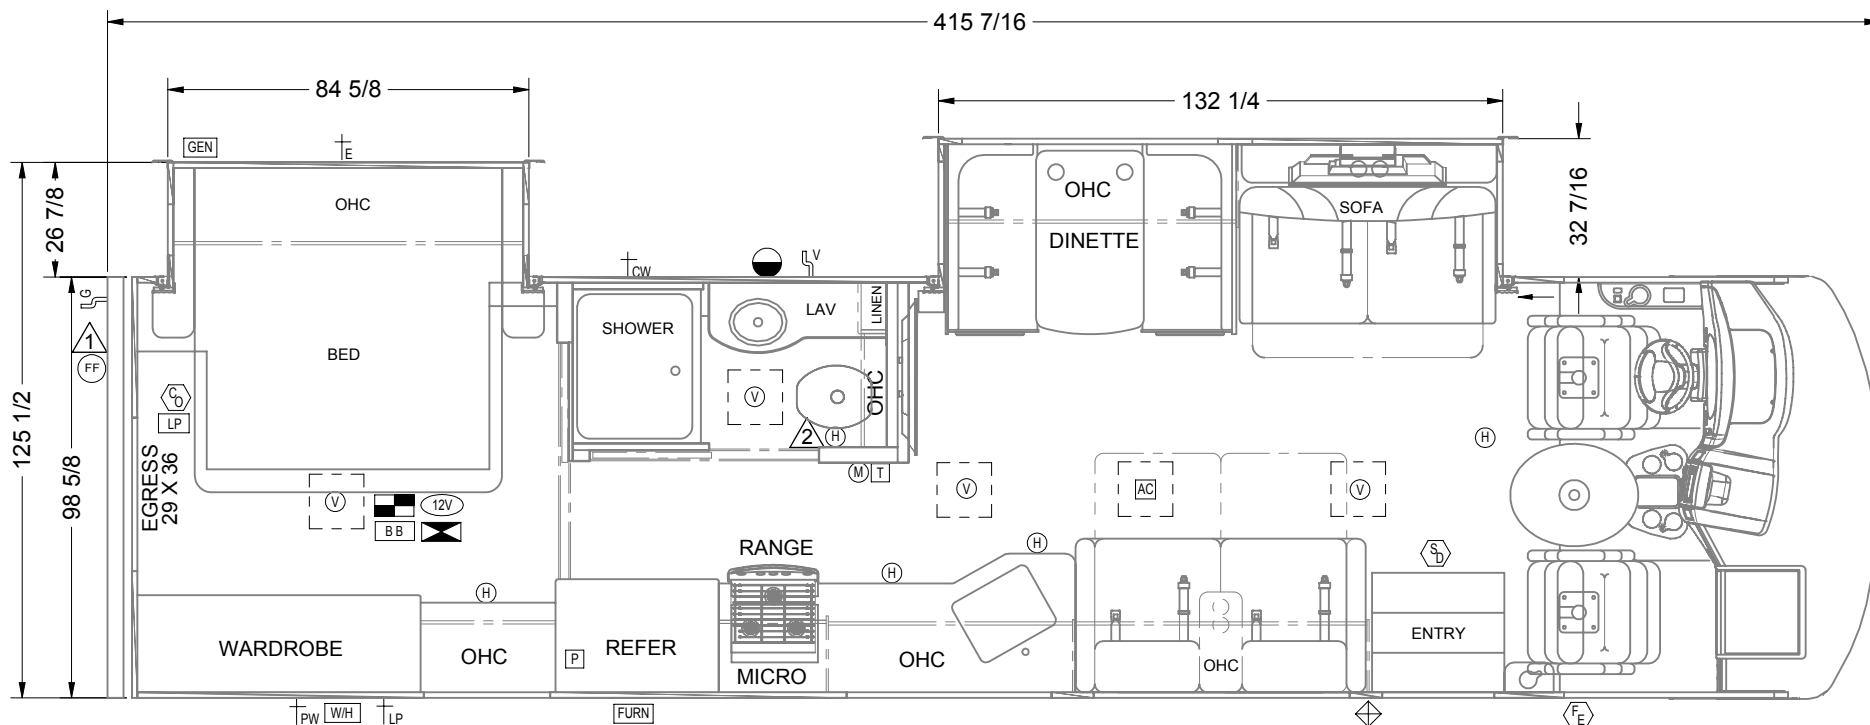 415 7/16
84 5/8
132 1/4
GEN
E
26 7/8
OHC
OHC
DINETTE
SOFA
32 7/16
CW
V
G
1
FF
SHOWER
LAV
LINEN
BED
125 1/2
98 5/8
CO
LP
V
OHC
2
H
H
EGRESS
29 X 36
M
T
V
12V
BB
V
AC
V
RANGE
H
H
H
SD
WARDROBE
OHC
P
REFER
MICRO
OHC
OHC
ENTRY
PW
W/H
LP
FURN
FE